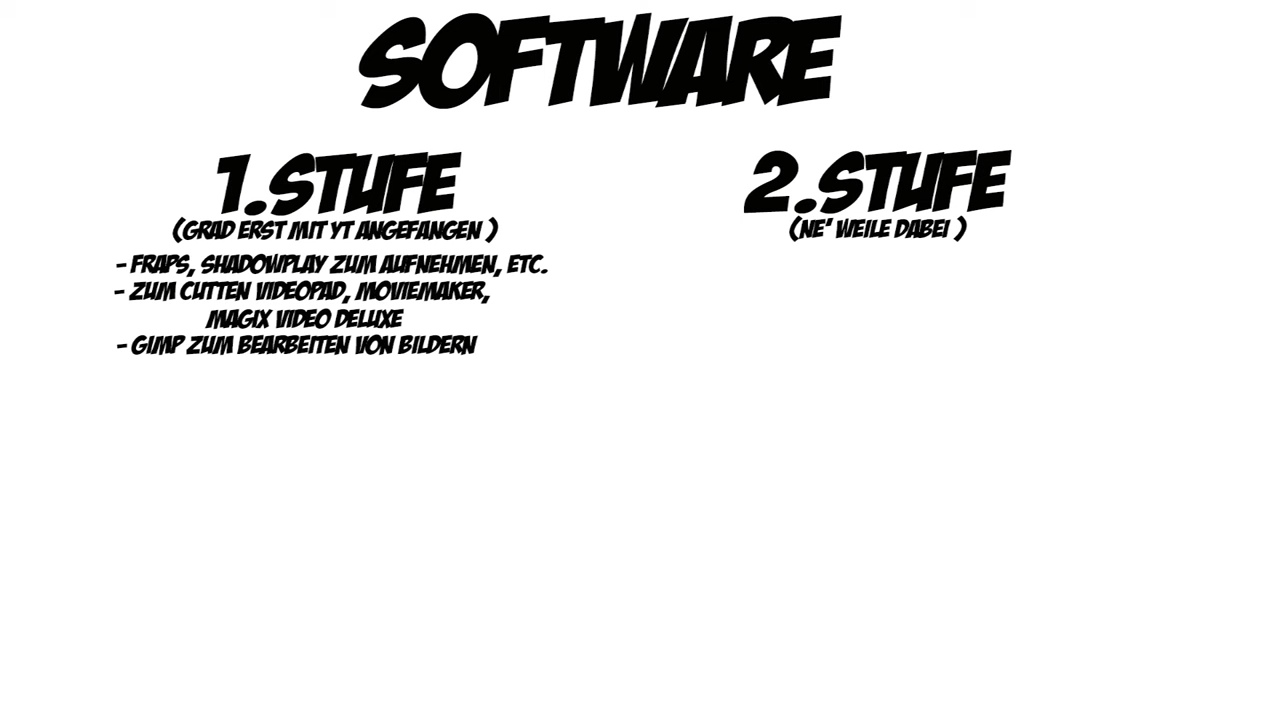 SOFTWARE
1.STUFE
(GRAD ERST MIT YT ANGEFANGEN )
- FRAPS, SHADOWPLAY ZUM AUFNEHMEN, ETC.
- ZUM CUTTEN VIDEOPAD, MOVIEMAKER,
MAGIX VIDEO DELUXE
- GIMP ZUM BEARBEITEN VON BILDERN
2.STUFE
(NE' WEILE DABEI )